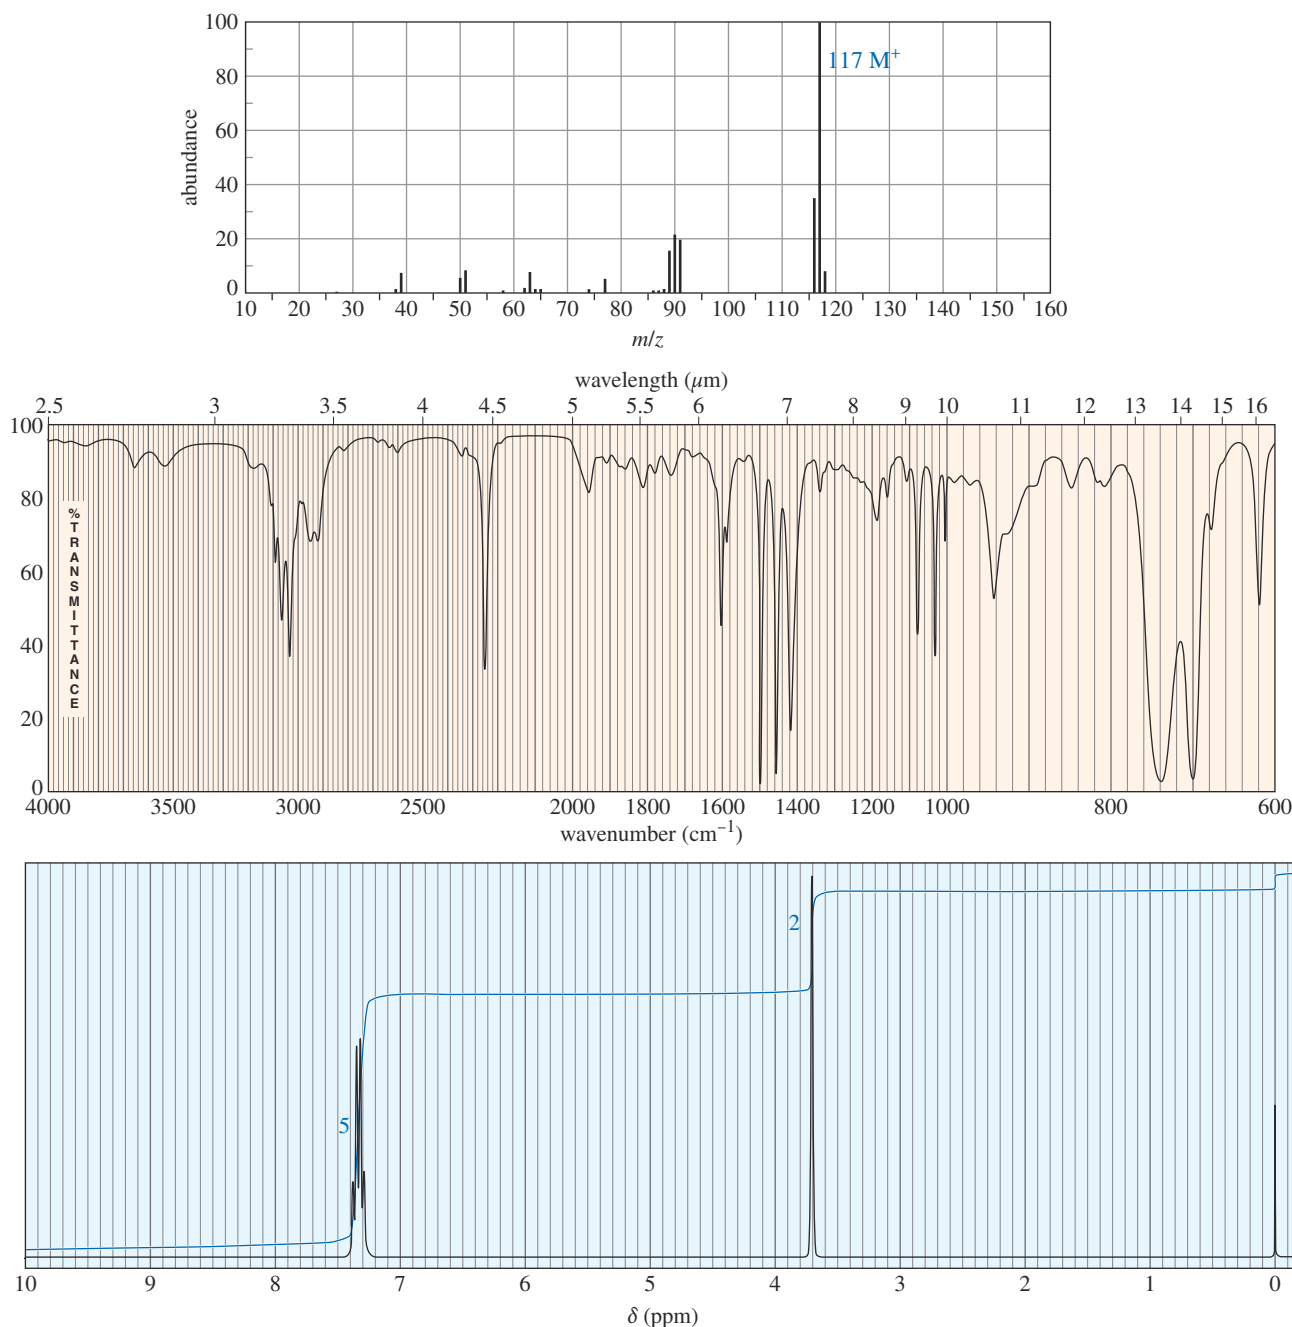 100
80
60
40
20
0
abundance
117 M⁺
10 20 30 40 50 60 70 80 90 100 110 120 130 140 150 160
m/z
wavelength (μm)
2.5 3 3.5 4 4.5 5 5.5 6 7 8 9 10 11 12 13 14 15 16
100
80
60
40
20
0
%
T
R
A
N
S
M
I
T
T
A
N
C
E
4000 3500 3000 2500 2000 1800 1600 1400 1200 1000 800 600
wavenumber (cm⁻¹)
2
5
10 9 8 7 6 5 4 3 2 1 0
δ (ppm)